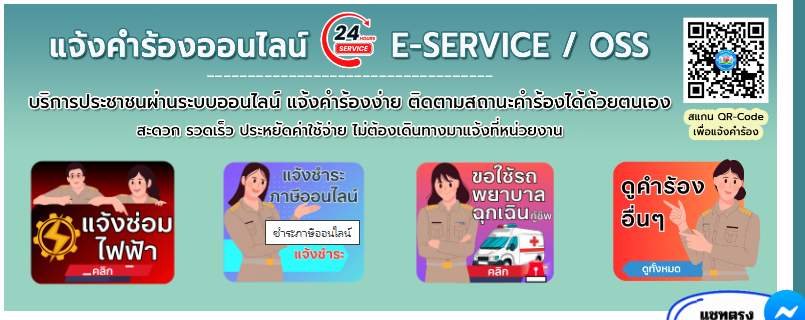 แจ้งคำร้องออนไลน์ 24 HOURS SERVICE E-SERVICE / OSS
บริการประชาชนผ่านระบบออนไลน์ แจ้งคำร้องง่าย ติดตามสถานะคำร้องได้ด้วยตนเอง
สะดวก รวดเร็ว ประหยัดค่าใช้จ่าย ไม่ต้องเดินทางมาแจ้งที่หน่วยงาน
สแกน QR-Code
เพื่อแจ้งคำร้อง
แจ้งซ่อม
ไฟฟ้า
คลิก
แจ้งชำระ
ภาษีออนไลน์
ชำระภาษีออนไลน์
แจ้งชำระ
ขอใช้รถ
พยาบาล
ฉุกเฉิน กู้ชีพ
คลิก
ดูคำร้อง
อื่นๆ
ดูทั้งหมด
แชทตรง